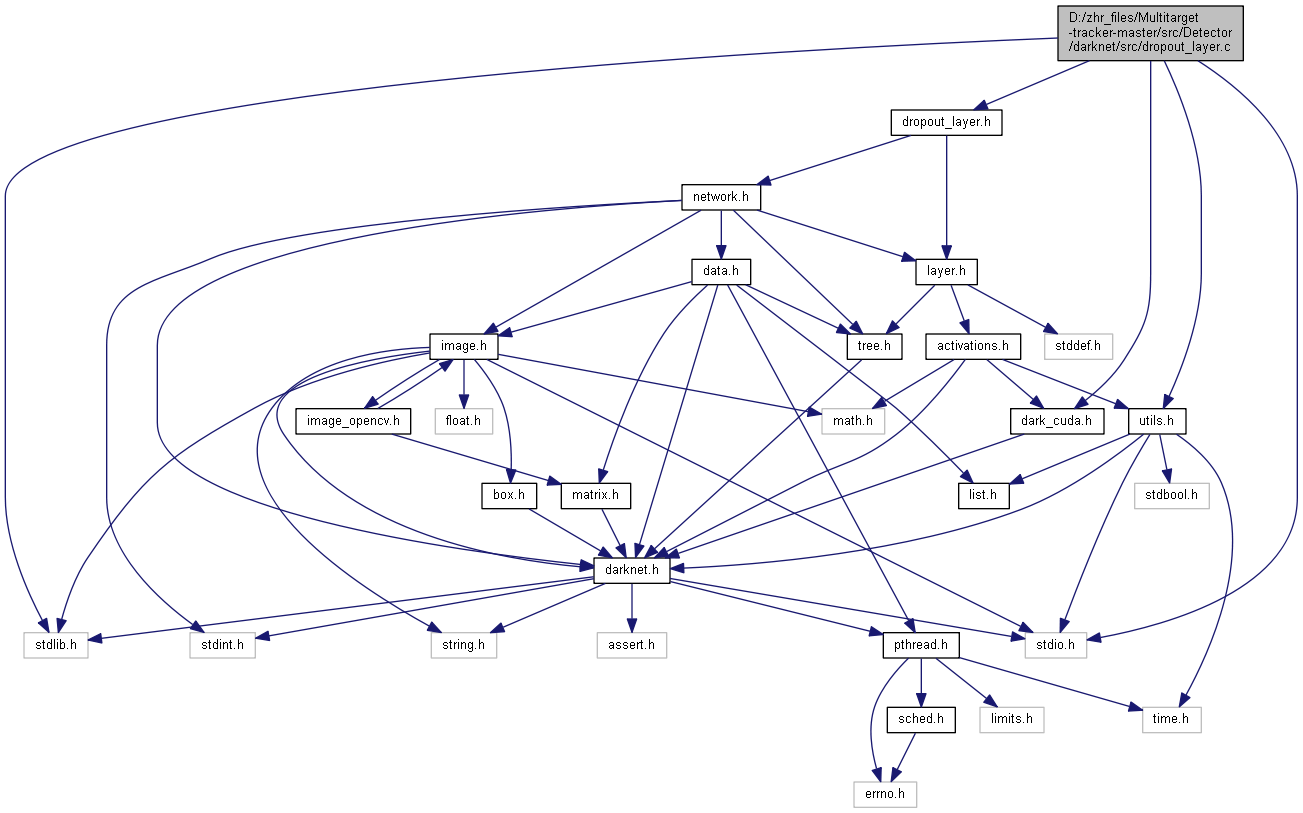 D:/zhr_files/Multitarget
-tracker-master/src/Detector
/darknet/src/dropout_layer.c
dropout_layer.h
network.h
data.h
layer.h
image.h
tree.h
activations.h
stddef.h
image_opencv.h
float.h
math.h
dark_cuda.h
utils.h
box.h
matrix.h
list.h
stdbool.h
darknet.h
stdlib.h
stdint.h
string.h
assert.h
pthread.h
stdio.h
sched.h
limits.h
time.h
errno.h